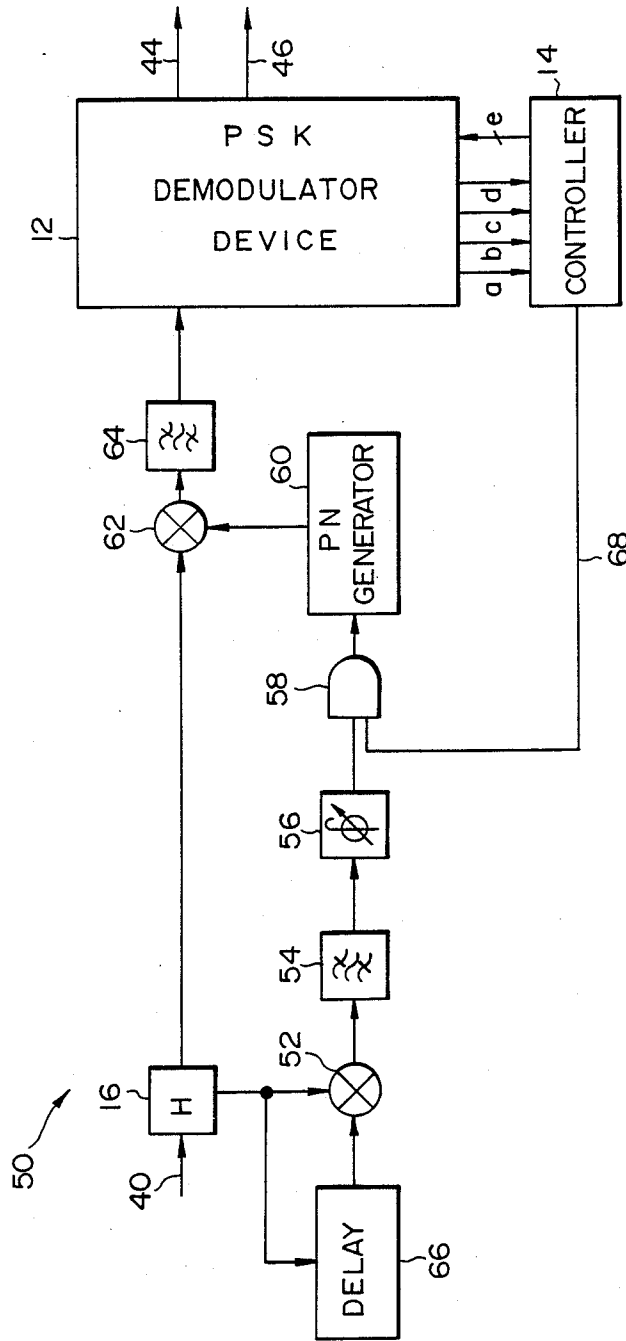 50
40
16
H
DELAY
66
52
54
56
58
PN
GENERATOR
60
62
64
12
PSK
DEMODULATOR
DEVICE
44
46
a b c d e
CONTROLLER
14
68